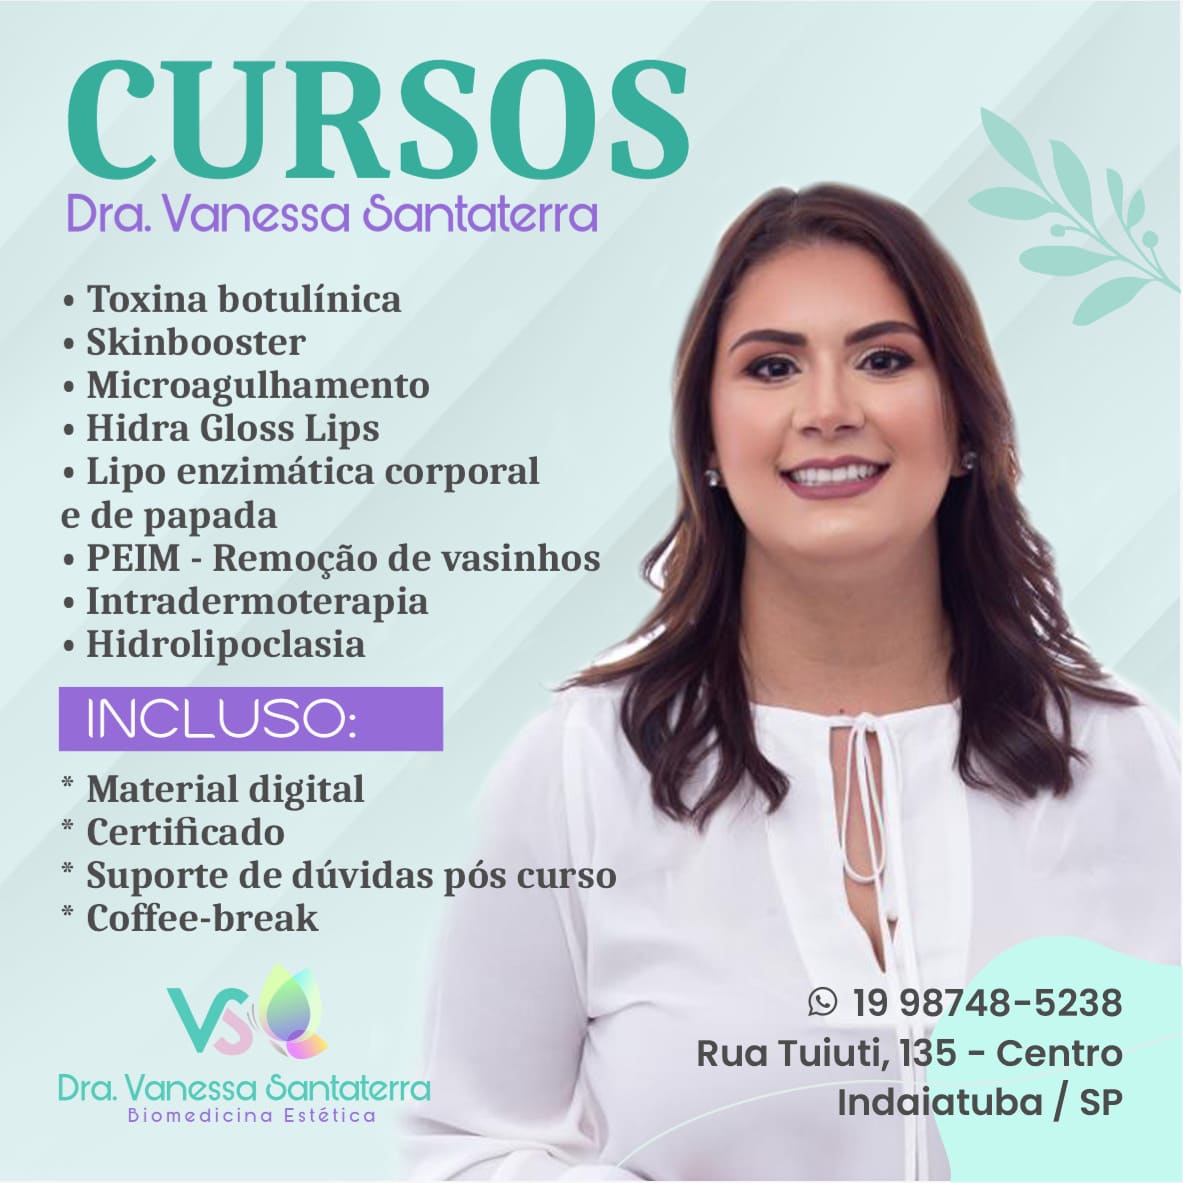 CURSOS
Dra. Vanessa Santaterra
• Toxina botulínica
• Skinbooster
• Microagulhamento
• Hidra Gloss Lips
• Lipo enzimática corporal
e de papada
• PEIM - Remoção de vasinhos
• Intradermoterapia
• Hidrolipoclasia
INCLUSO:
* Material digital
* Certificado
* Suporte de dúvidas pós curso
* Coffee-break
VS
Dra. Vanessa Santaterra
Biomedicina Estética
19 98748-5238
Rua Tuiuti, 135 - Centro
Indaiatuba / SP